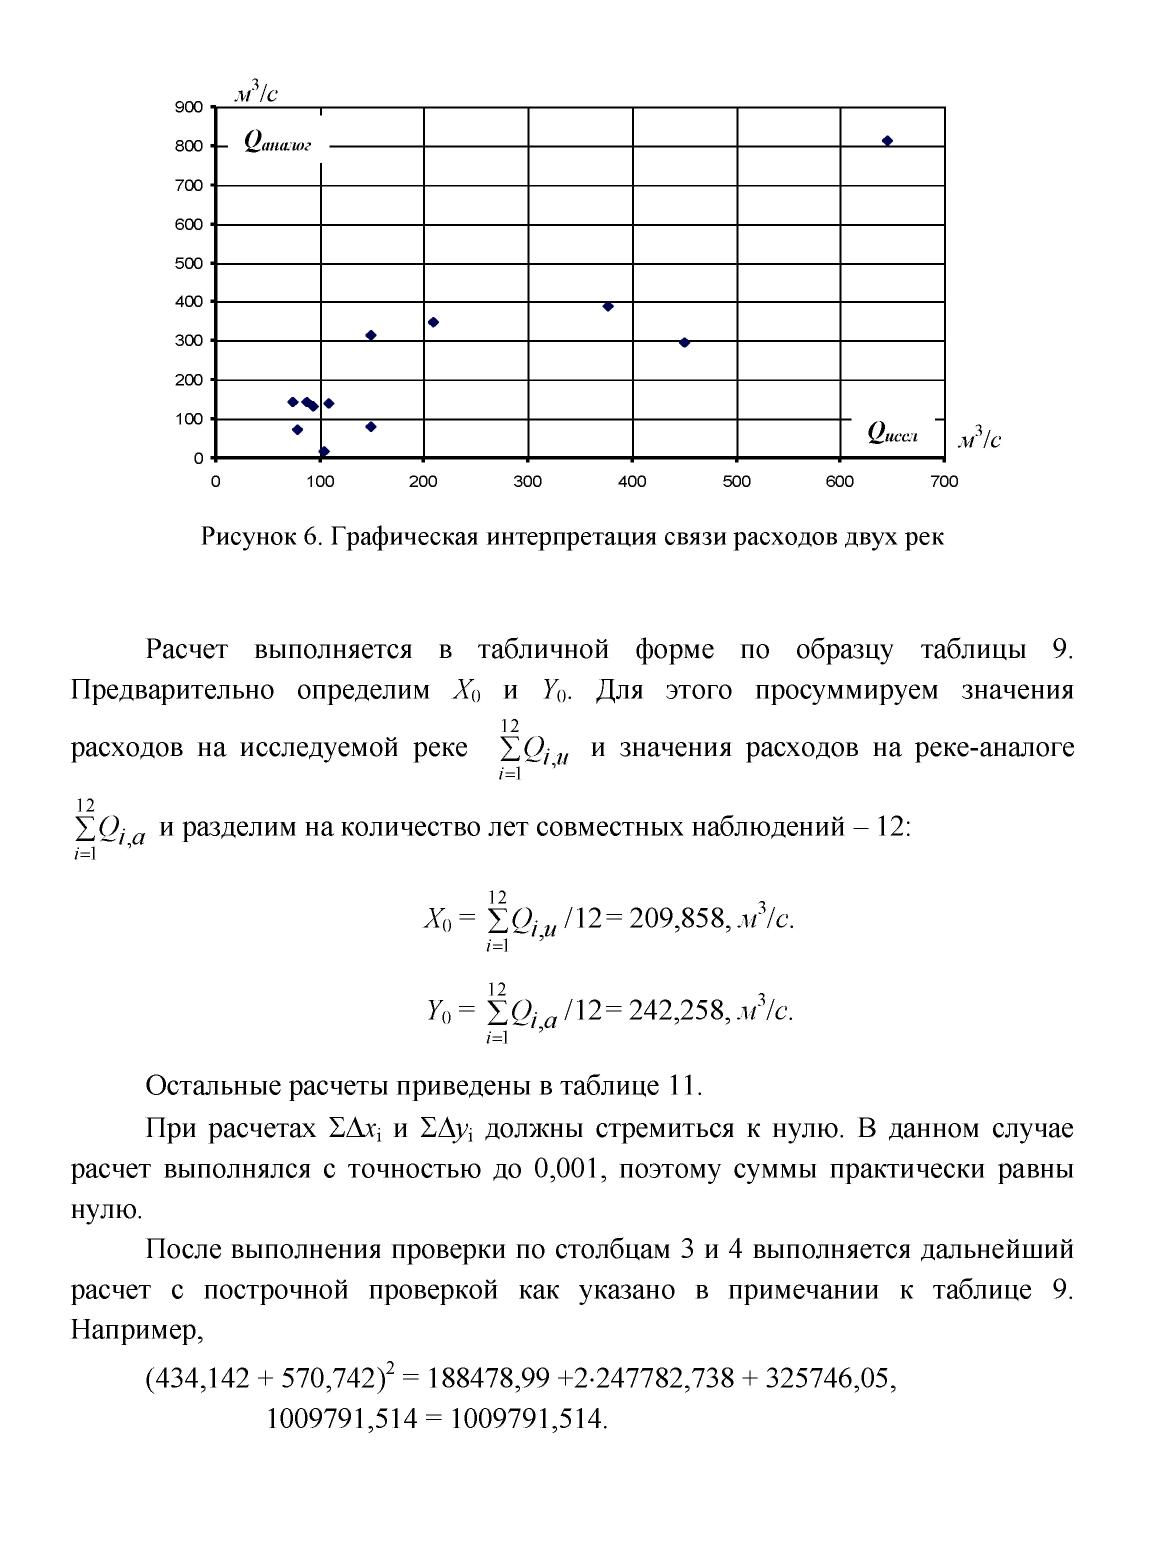 м³/с
900
Qаналог
800
700
600
500
400
300
200
100
Qиссл
м³/с
0
0 100 200 300 400 500 600 700
Рисунок 6. Графическая интерпретация связи расходов двух рек
Расчет выполняется в табличной форме по образцу таблицы 9.
Предварительно определим X₀ и Y₀. Для этого просуммируем значения
расходов на исследуемой реке 12 ∑ i=1 Qi,и и значения расходов на реке-аналоге
12 ∑ i=1 Qi,а и разделим на количество лет совместных наблюдений – 12:
X₀ = 12 ∑ i=1 Qi,и /12= 209,858, м³/с.
Y₀ = 12 ∑ i=1 Qi,а /12= 242,258, м³/с.
Остальные расчеты приведены в таблице 11.
При расчетах ΣΔxᵢ и ΣΔyᵢ должны стремиться к нулю. В данном случае
расчет выполнялся с точностью до 0,001, поэтому суммы практически равны
нулю.
После выполнения проверки по столбцам 3 и 4 выполняется дальнейший
расчет с построчной проверкой как указано в примечании к таблице 9.
Например,
(434,142 + 570,742)² = 188478,99 +2·247782,738 + 325746,05,
1009791,514 = 1009791,514.